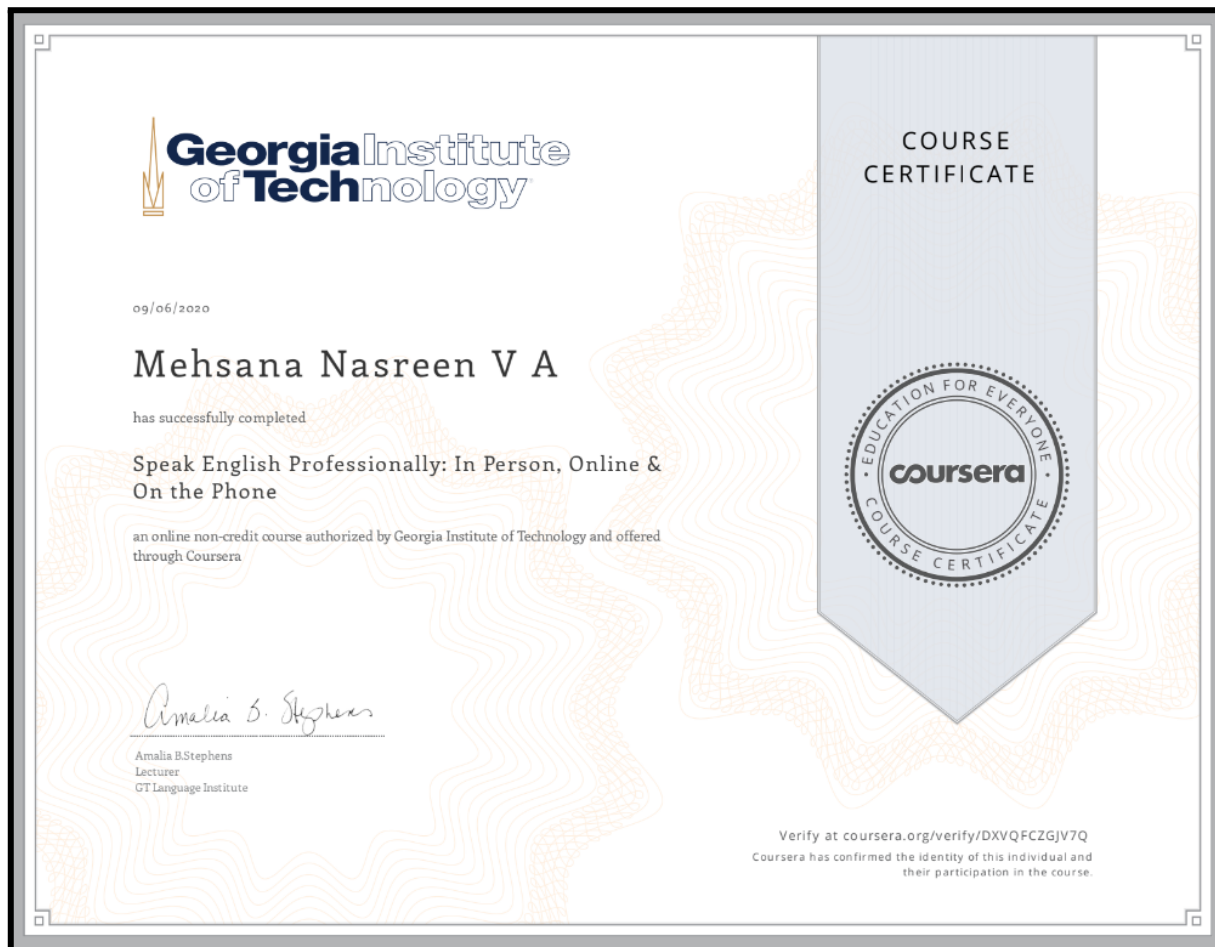 Georgia Institute
of Technology
COURSE
CERTIFICATE
09/06/2020
Mehsana Nasreen V A
has successfully completed
Speak English Professionally: In Person, Online &
On the Phone
an online non-credit course authorized by Georgia Institute of Technology and offered
through Coursera
EDUCATION FOR EVERYONE
coursera
COURSE CERTIFICATE
Amalia B. Stephens
Amalia B.Stephens
Lecturer
GT Language Institute
Verify at coursera.org/verify/DXVQFCZGJV7Q
Coursera has confirmed the identity of this individual and
their participation in the course.